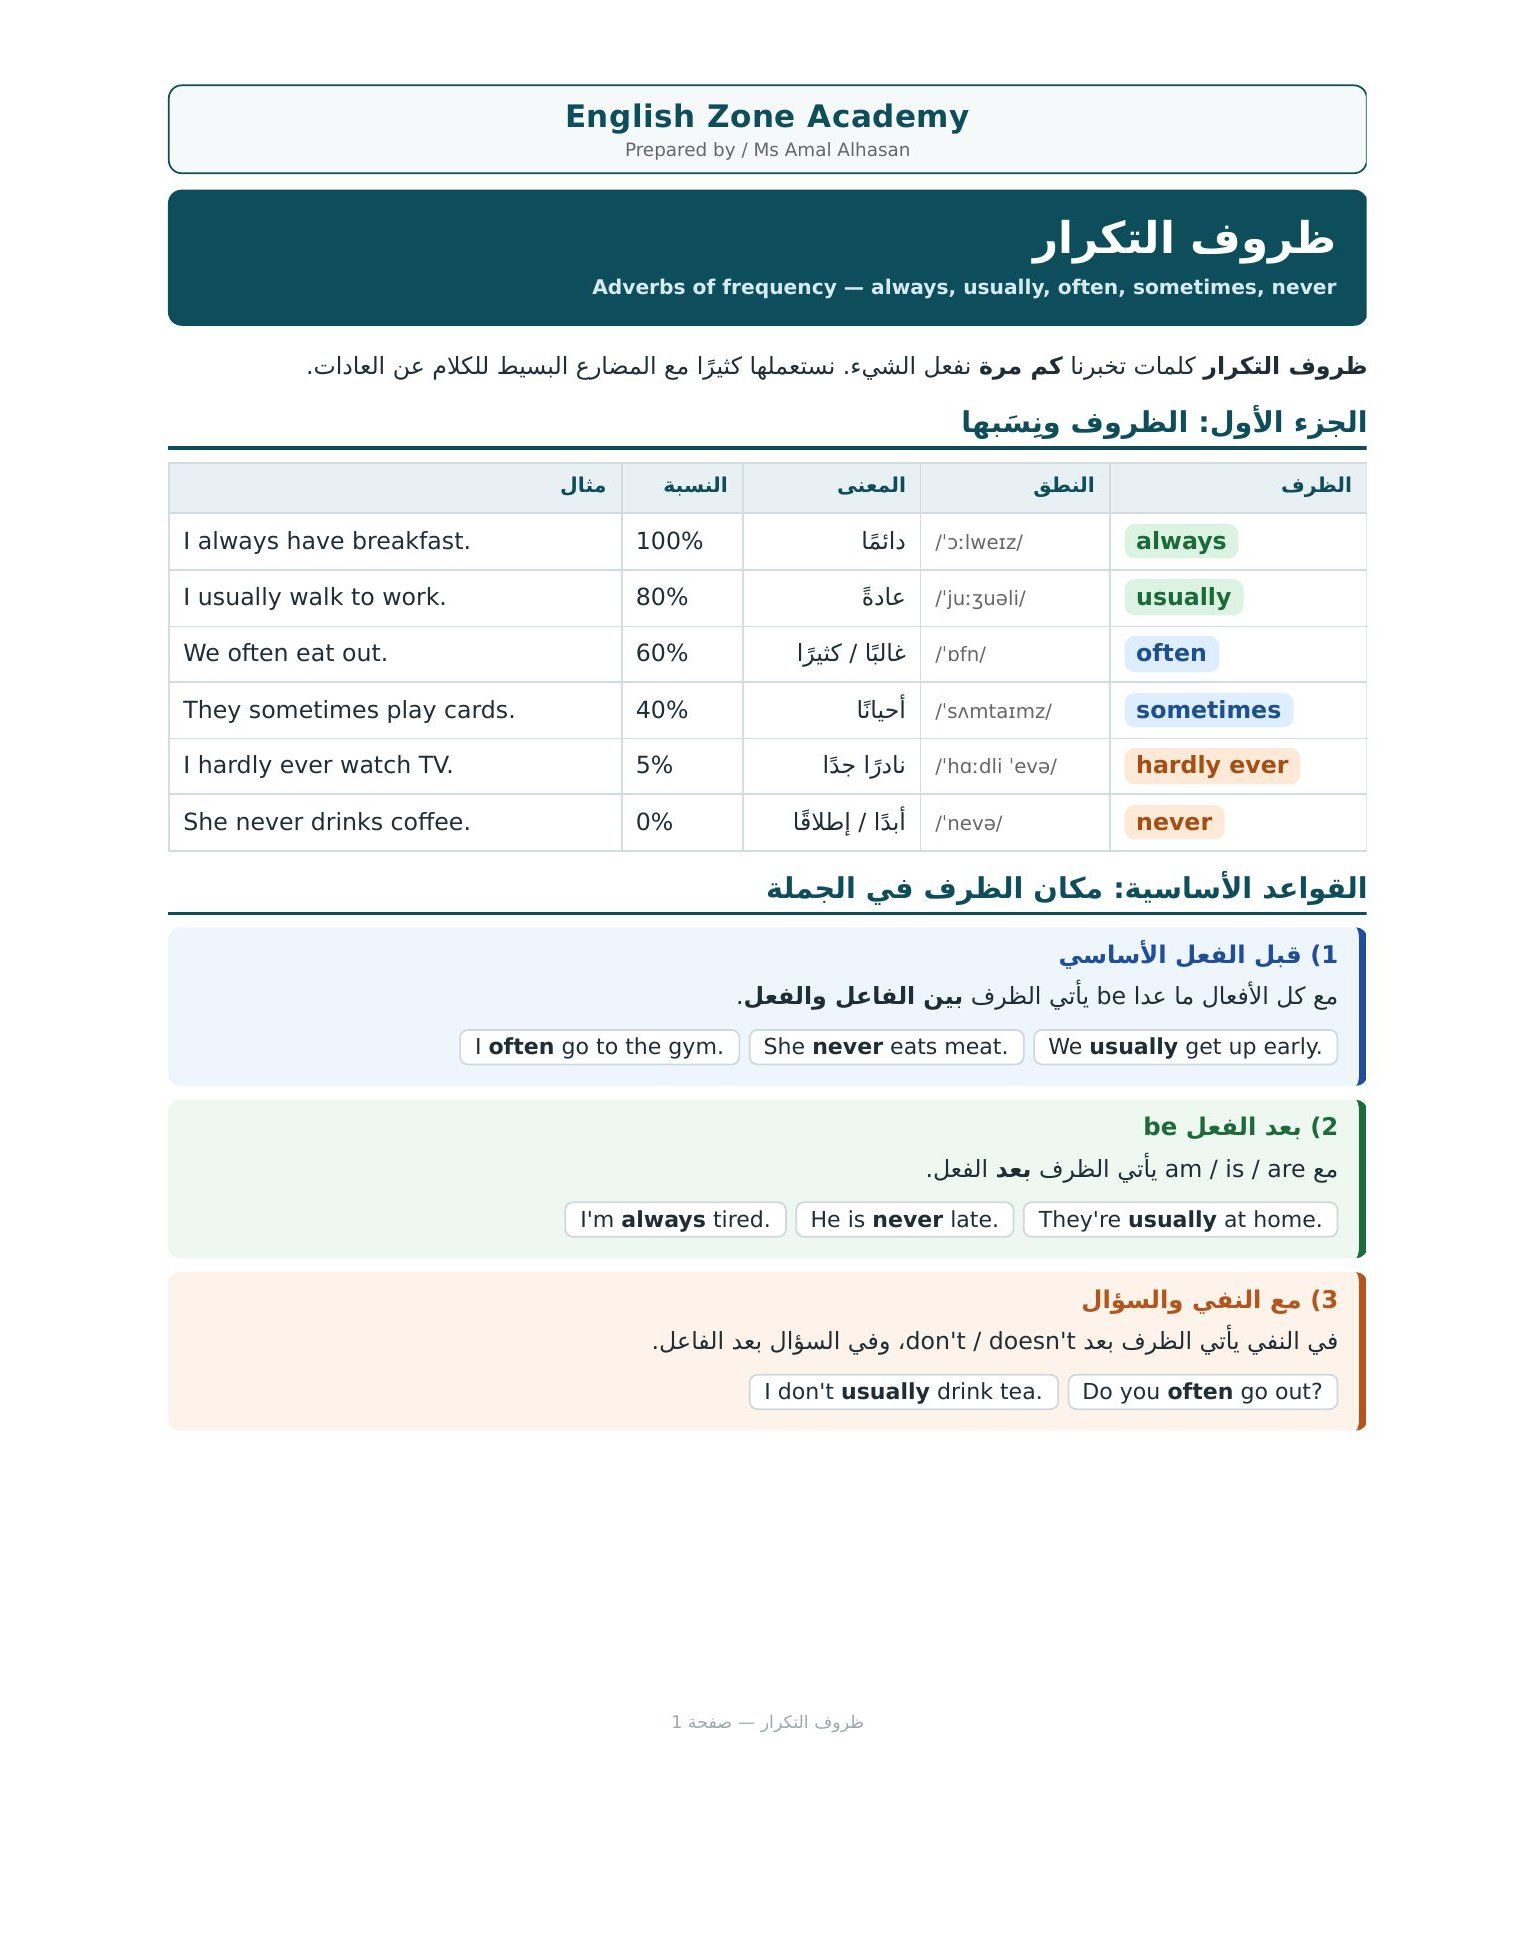 English Zone Academy
Prepared by / Ms Amal Alhasan
ظروف التكرار
Adverbs of frequency — always, usually, often, sometimes, never
ظروف التكرار كلمات تخبرنا كم مرة نفعل الشيء. نستعملها كثيرًا مع المضارع البسيط للكلام عن العادات.
الجزء الأول: الظروف ونِسَبها
الظرف النطق المعنى النسبة مثال
always /ˈɔːlweɪz/ دائمًا 100% I always have breakfast.
usually /ˈjuːʒuəli/ عادةً 80% I usually walk to work.
often /ˈɒfn/ غالبًا / كثيرًا 60% We often eat out.
sometimes /ˈsʌmtaɪmz/ أحيانًا 40% They sometimes play cards.
hardly ever /ˈhɑːdli ˈevə/ نادرًا جدًا 5% I hardly ever watch TV.
never /ˈnevə/ أبدًا / إطلاقًا 0% She never drinks coffee.
القواعد الأساسية: مكان الظرف في الجملة
1) قبل الفعل الأساسي
مع كل الأفعال ما عدا be يأتي الظرف بين الفاعل والفعل.
We usually get up early. She never eats meat. I often go to the gym.
2) بعد الفعل be
مع am / is / are يأتي الظرف بعد الفعل.
They're usually at home. He is never late. I'm always tired.
3) مع النفي والسؤال
في النفي يأتي الظرف بعد don't / doesn't، وفي السؤال بعد الفاعل.
Do you often go out? I don't usually drink tea.
ظروف التكرار — صفحة 1